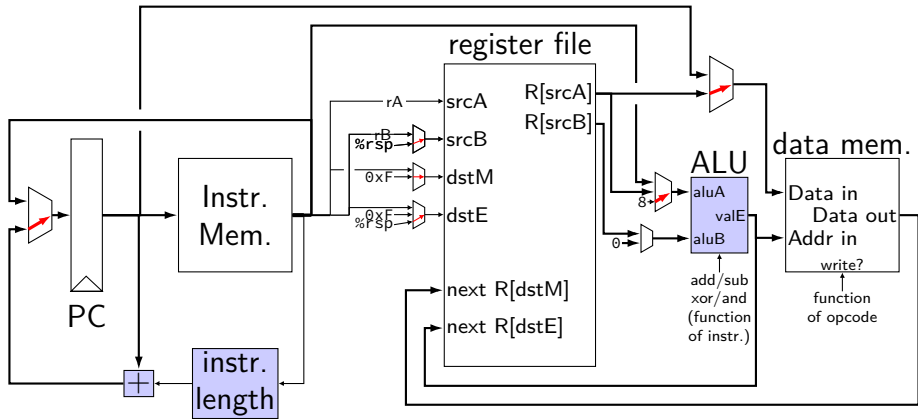 register file
rA
srcA
R[srcA]
R[srcB]
rB
%rsp
srcB
0xF
dstM
0xF
%rsp
dstE
next R[dstM]
next R[dstE]
PC
Instr.
Mem.
instr.
length
+
8
0
ALU
aluA
valE
aluB
add/sub
xor/and
(function
of instr.)
data mem.
Data in
Data out
Addr in
write?
function
of opcode